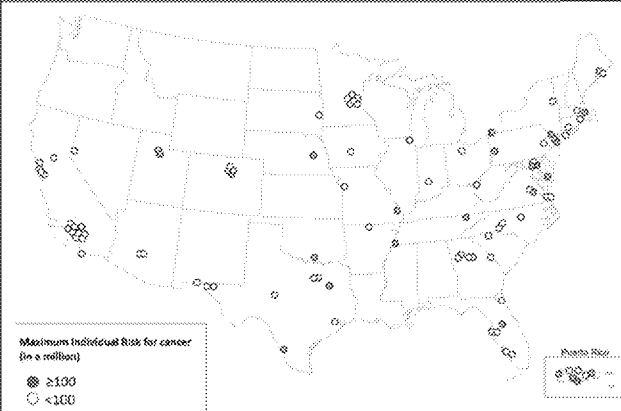 Puerto Rico
Maximum Individual Risk for cancer
(in a million)
≥100
<100